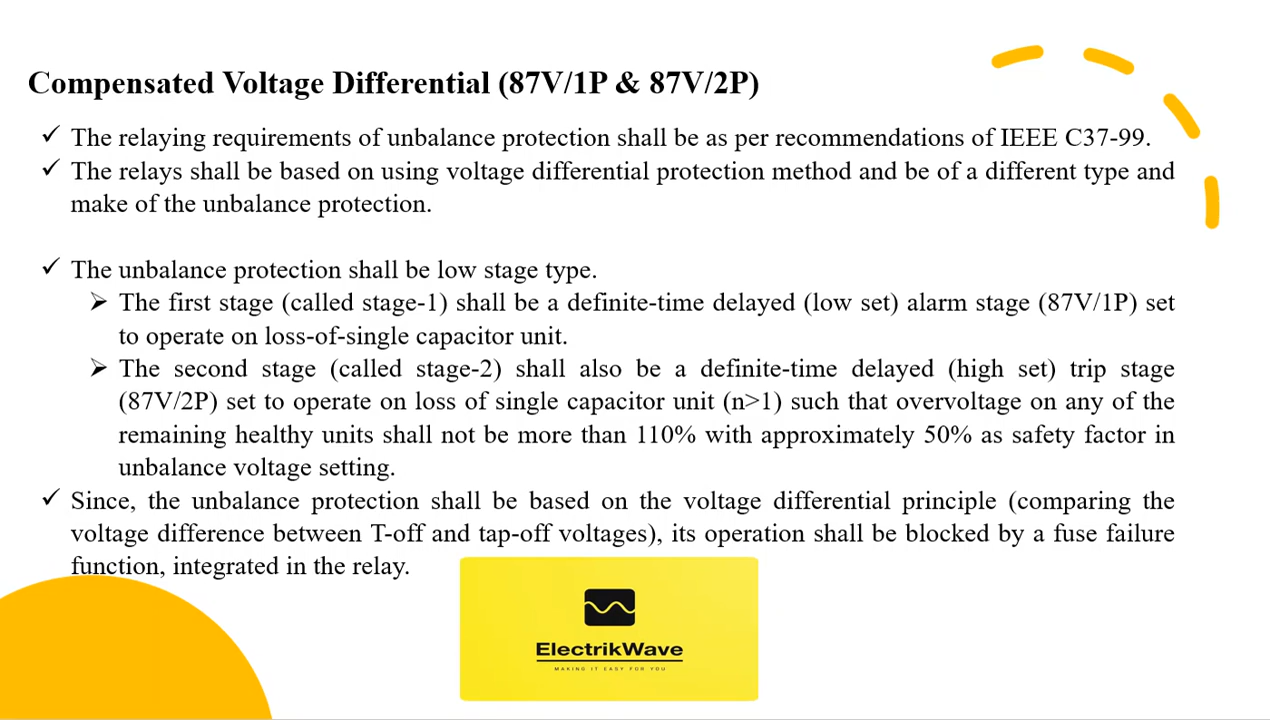 Compensated Voltage Differential (87V/1P & 87V/2P)
✓ The relaying requirements of unbalance protection shall be as per recommendations of IEEE C37-99.
✓ The relays shall be based on using voltage differential protection method and be of a different type and
make of the unbalance protection.
✓ The unbalance protection shall be low stage type.
➢ The first stage (called stage-1) shall be a definite-time delayed (low set) alarm stage (87V/1P) set
to operate on loss-of-single capacitor unit.
➢ The second stage (called stage-2) shall also be a definite-time delayed (high set) trip stage
(87V/2P) set to operate on loss of single capacitor unit (n>1) such that overvoltage on any of the
remaining healthy units shall not be more than 110% with approximately 50% as safety factor in
unbalance voltage setting.
✓ Since, the unbalance protection shall be based on the voltage differential principle (comparing the
voltage difference between T-off and tap-off voltages), its operation shall be blocked by a fuse failure
function, integrated in the relay.
ElectrikWave
MAKING IT EASY FOR YOU